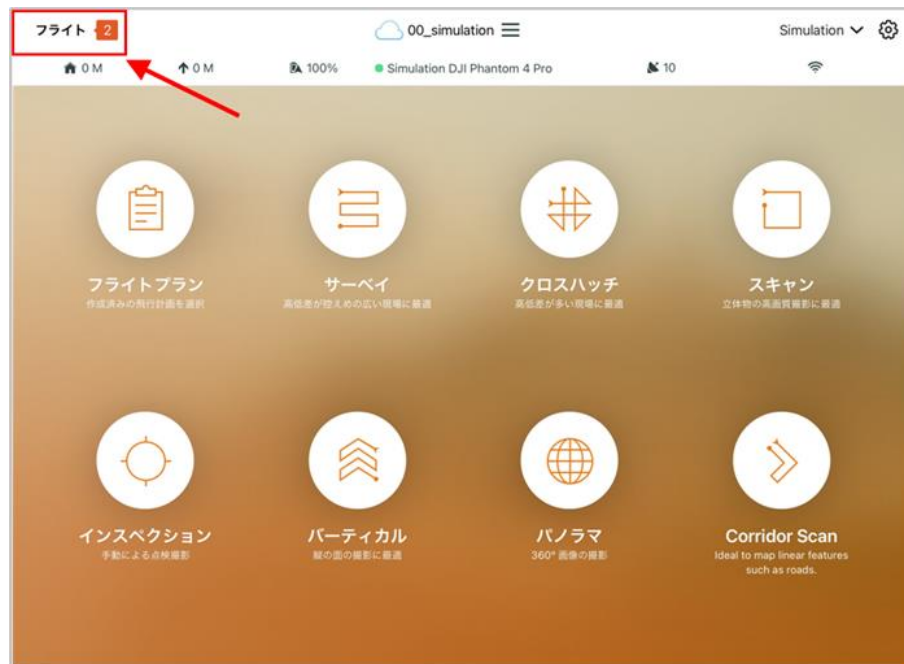 フライト 2
00_simulation
Simulation
0 M
0 M
100%
Simulation DJI Phantom 4 Pro
10
フライトプラン
作成済みの飛行計画を選択
サーベイ
高低差が控えめの広い現場に最適
クロスハッチ
高低差が多い現場に最適
スキャン
立体物の高画質撮影に最適
インスペクション
手動による点検撮影
バーティカル
縦の面の撮影に最適
パノラマ
360° 画像の撮影
Corridor Scan
Ideal to map linear features
such as roads.